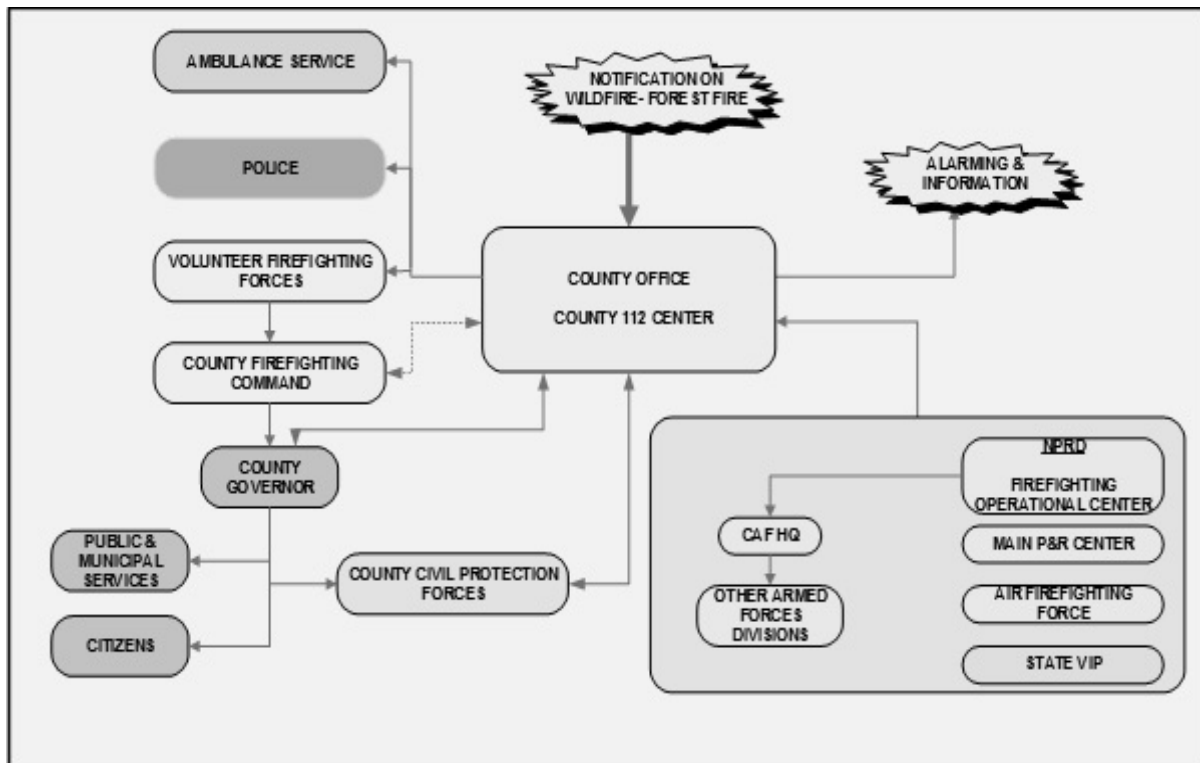 AMBULANCE SERVICE
NOTIFICATION ON
WILDFIRE- FOREST FIRE
POLICE
ALARMING &
INFORMATION
VOLUNTEER FIREFIGHTING
FORCES
COUNTY OFFICE
COUNTY 112 CENTER
COUNTY FIREFIGHTING
COMMAND
COUNTY
GOVERNOR
NPRD
FIREFIGHTING
OPERATIONAL CENTER
CAF HQ
MAIN P&R CENTER
PUBLIC &
MUNICIPAL
SERVICES
COUNTY CIVIL PROTECTION
FORCES
OTHER ARMED
FORCES
DIVISIONS
AIR FIREFIGHTING
FORCE
CITIZENS
STATE VIP